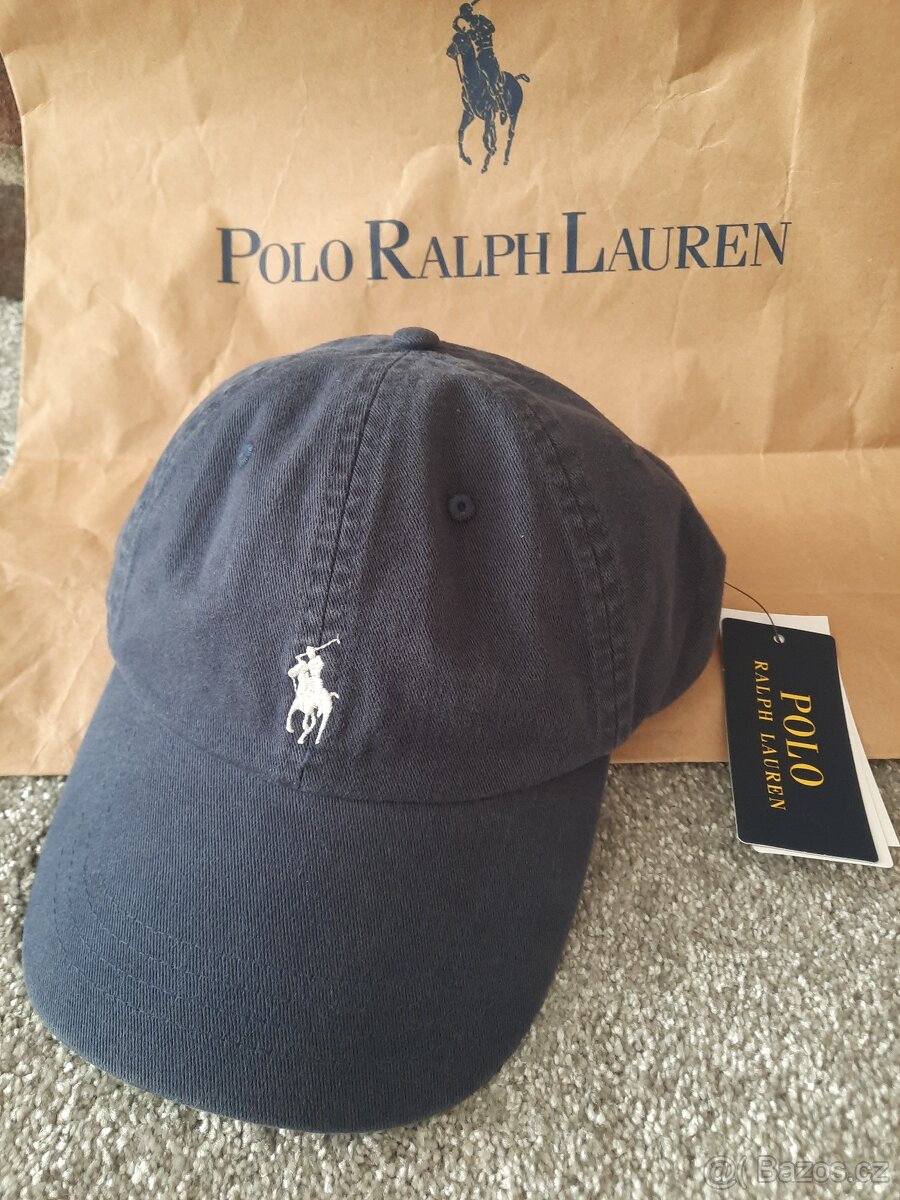 POLO RALPH LAUREN
POLO
RALPH LAUREN
@( Bazos.cz